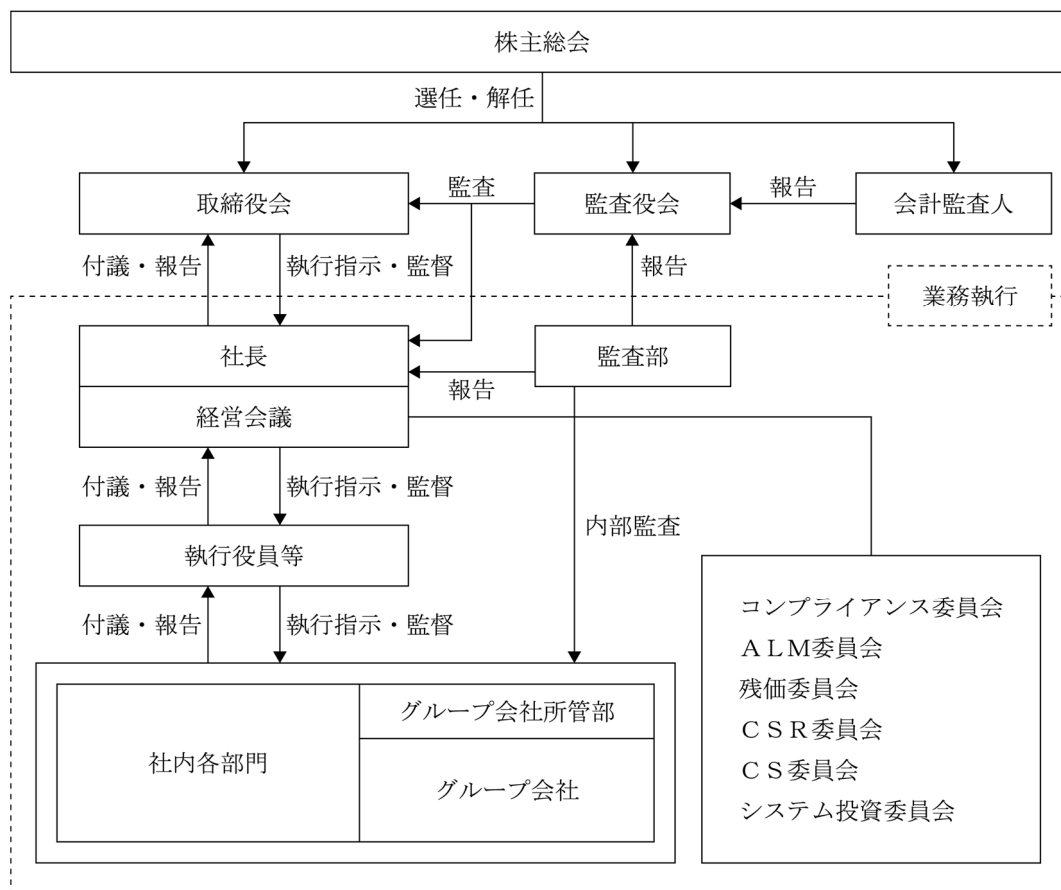 株主総会
選任・解任
取締役会
監査
監査役会
報告
会計監査人
付議・報告
執行指示・監督
報告
業務執行
社長
監査部
報告
経営会議
付議・報告
執行指示・監督
内部監査
執行役員等
付議・報告
執行指示・監督
社内各部門
グループ会社所管部
グループ会社
コンプライアンス委員会
ＡＬＭ委員会
残価委員会
ＣＳＲ委員会
ＣＳ委員会
システム投資委員会